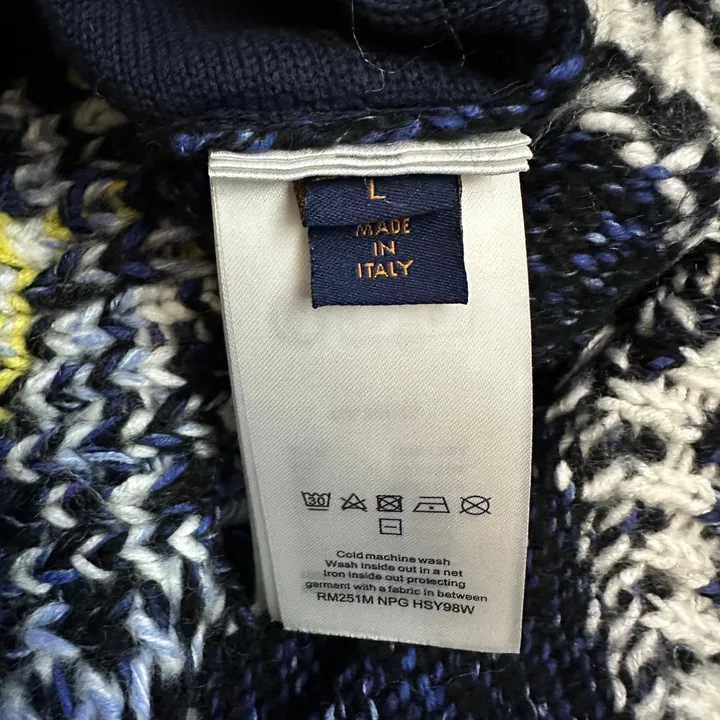 L
MADE
IN
ITALY
30
Cold machine wash
Wash inside out in a net
Iron inside out protecting
garment with a fabric in between
RM251M NPG HSY98W